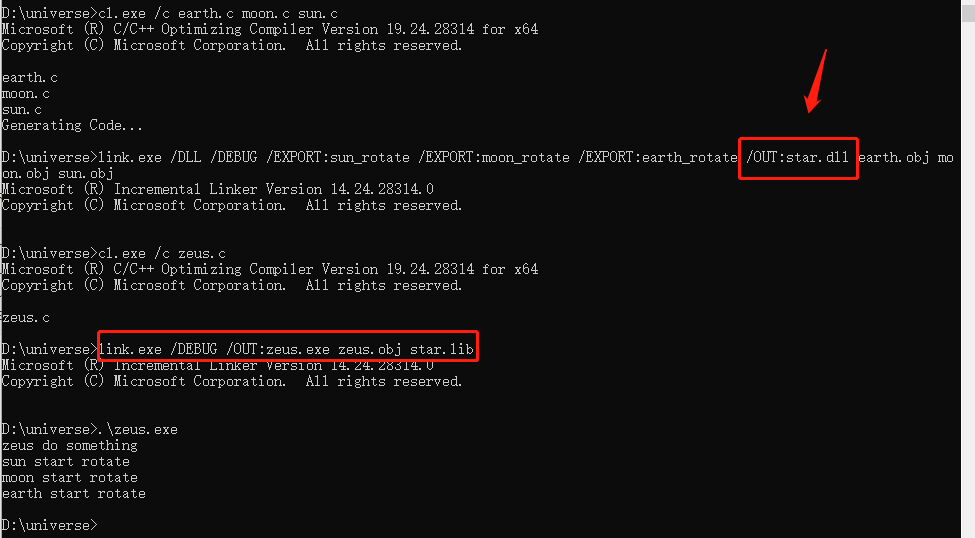 D:\universe>cl.exe /c earth.c moon.c sun.c
Microsoft (R) C/C++ Optimizing Compiler Version 19.24.28314 for x64
Copyright (C) Microsoft Corporation.  All rights reserved.
earth.c
moon.c
sun.c
Generating Code...
D:\universe>link.exe /DLL /DEBUG /EXPORT:sun_rotate /EXPORT:moon_rotate /EXPORT:earth_rotate /OUT:star.dll earth.obj mo
on.obj sun.obj
Microsoft (R) Incremental Linker Version 14.24.28314.0
Copyright (C) Microsoft Corporation.  All rights reserved.
D:\universe>cl.exe /c zeus.c
Microsoft (R) C/C++ Optimizing Compiler Version 19.24.28314 for x64
Copyright (C) Microsoft Corporation.  All rights reserved.
zeus.c
D:\universe>link.exe /DEBUG /OUT:zeus.exe zeus.obj star.lib
Microsoft (R) Incremental Linker Version 14.24.28314.0
Copyright (C) Microsoft Corporation.  All rights reserved.
D:\universe>.\zeus.exe
zeus do something
sun start rotate
moon start rotate
earth start rotate
D:\universe>